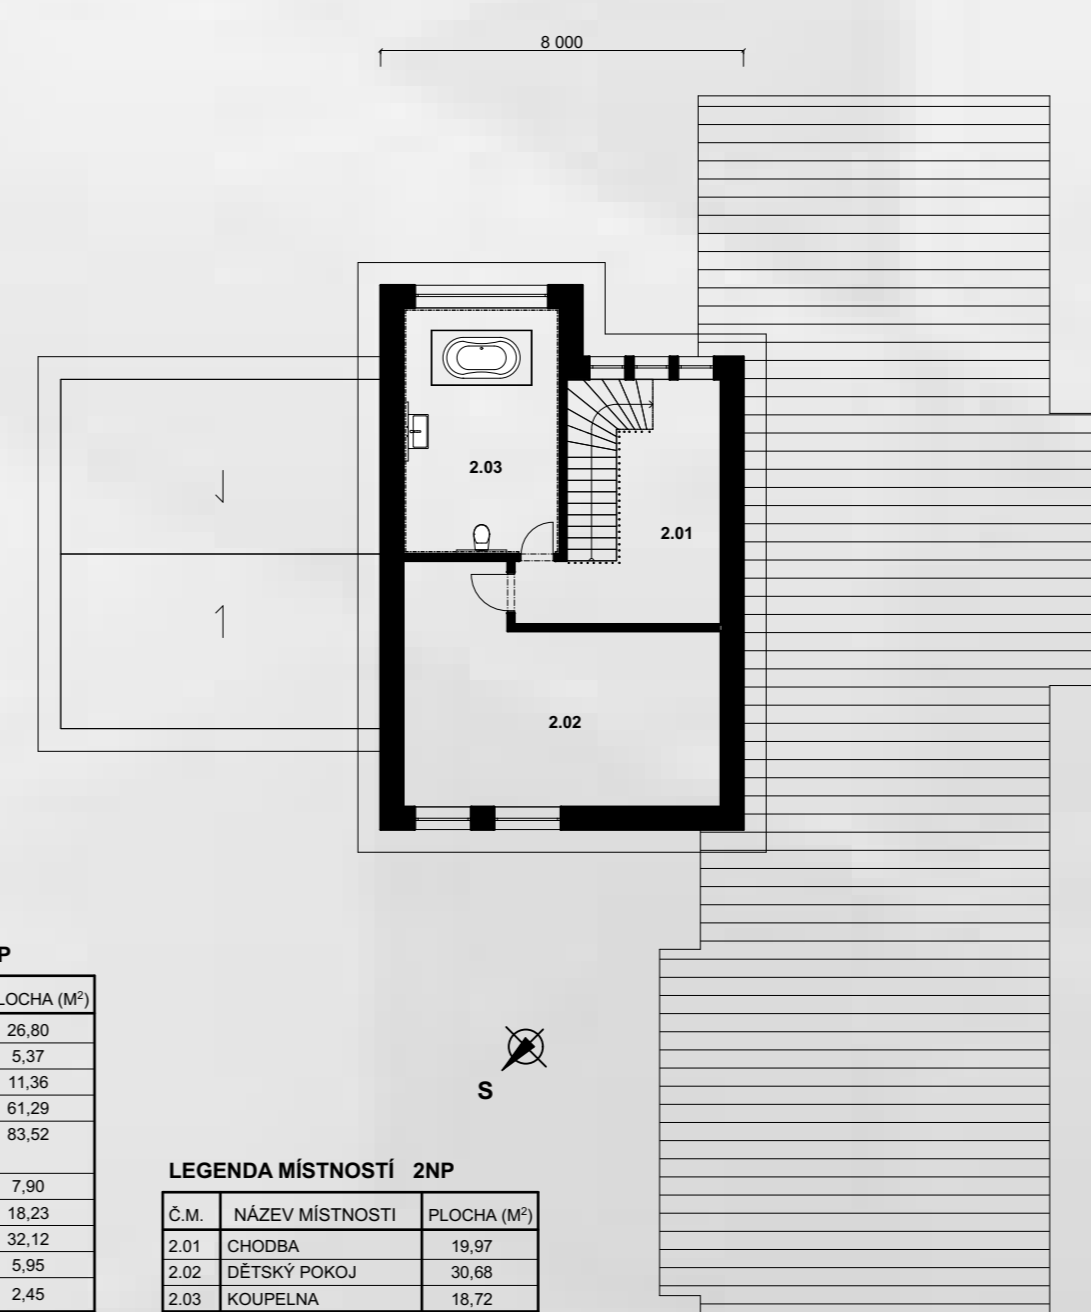 8 000
2.03
2.01
2.02
P
LOCHA (M²)
26,80
5,37
11,36
61,29
83,52
7,90
18,23
32,12
5,95
2,45
S
LEGENDA MÍSTNOSTÍ 2NP
Č.M. NÁZEV MÍSTNOSTI PLOCHA (M²)
2.01 CHODBA 19,97
2.02 DĚTSKÝ POKOJ 30,68
2.03 KOUPELNA 18,72